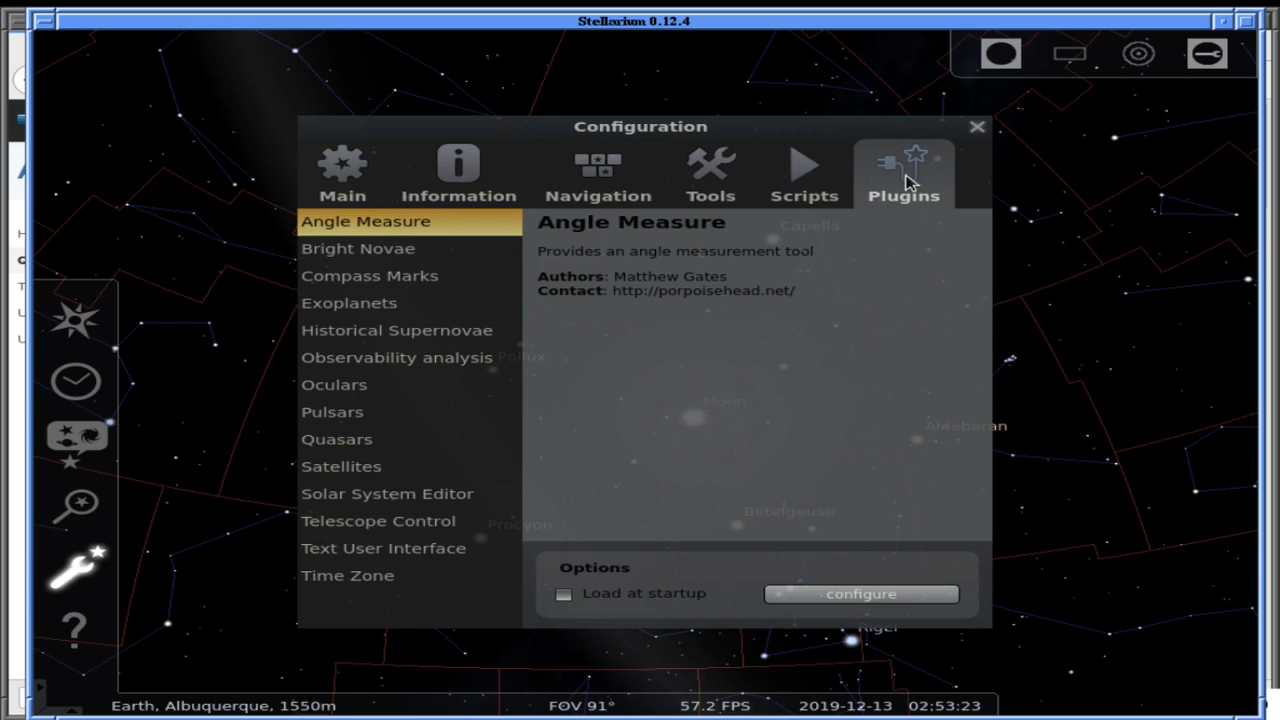 Stellarium 0.12.4
Configuration
Main Information Navigation Tools Scripts Plugins
Angle Measure
Bright Novae
Compass Marks
Exoplanets
Historical Supernovae
Observability analysis
Oculars
Pulsars
Quasars
Satellites
Solar System Editor
Telescope Control
Text User Interface
Time Zone
Angle Measure
Provides an angle measurement tool
Authors: Matthew Gates
Contact: http://porpoisehead.net/
Capella
Pollux
Moon
Aldebaran
Betelgeuse
Procyon
Options
Load at startup configure
Rigel
Earth, Albuquerque, 1550m FOV 91° 57.2 FPS 2019-12-13 02:53:23